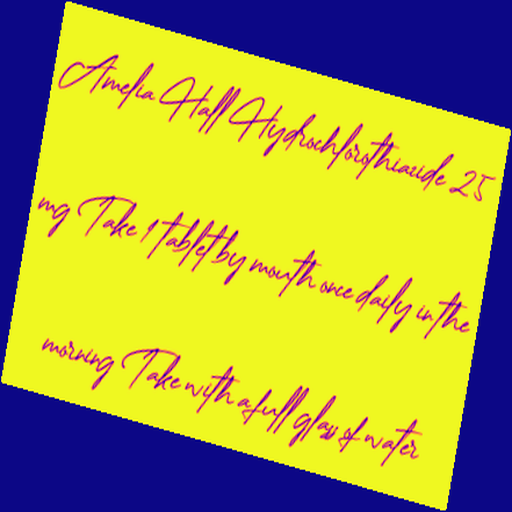 Amelia Hall Hydrochlorothiazide 25
mg Take 1 tablet by mouth once daily in the
morning Take with a full glass of water